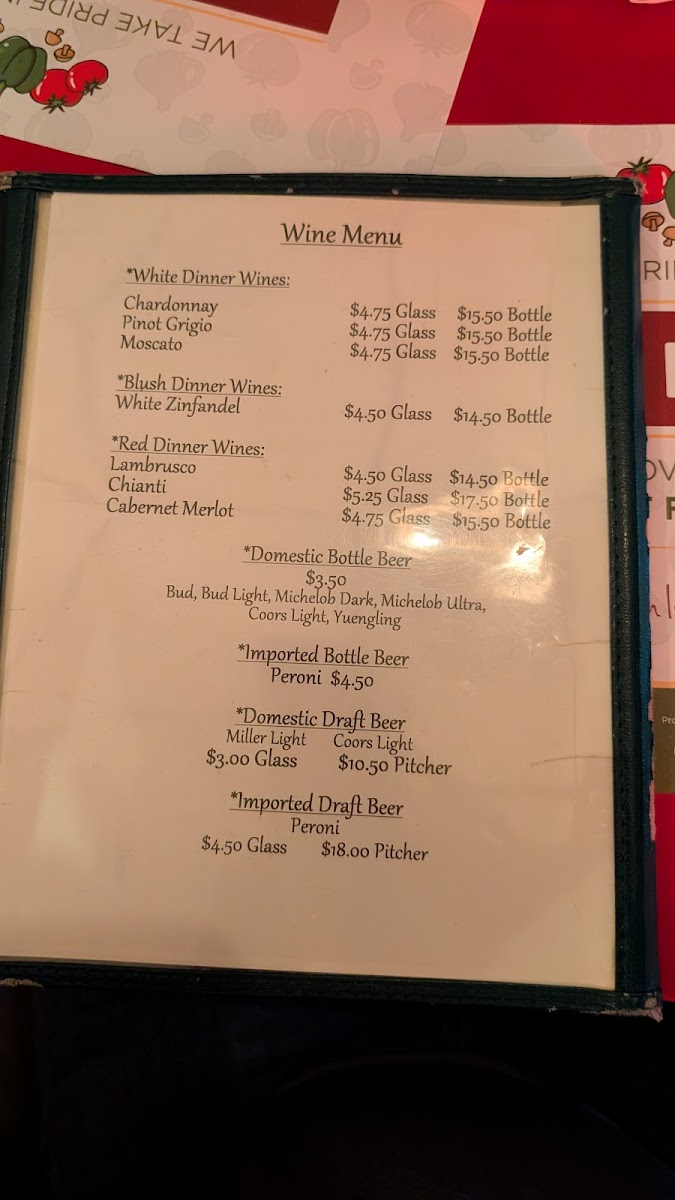 WE TAKE PRIDE
Wine Menu
*White Dinner Wines:
Chardonnay $4.75 Glass $15.50 Bottle
Pinot Grigio $4.75 Glass $15.50 Bottle
Moscato $4.75 Glass $15.50 Bottle
*Blush Dinner Wines:
White Zinfandel $4.50 Glass $14.50 Bottle
*Red Dinner Wines:
Lambrusco $4.50 Glass $14.50 Bottle
Chianti $5.25 Glass $17.50 Bottle
Cabernet Merlot $4.75 Glass $15.50 Bottle
*Domestic Bottle Beer
$3.50
Bud, Bud Light, Michelob Dark, Michelob Ultra,
Coors Light, Yuengling
*Imported Bottle Beer
Peroni $4.50
*Domestic Draft Beer
Miller Light Coors Light
$3.00 Glass $10.50 Pitcher
*Imported Draft Beer
Peroni
$4.50 Glass $18.00 Pitcher